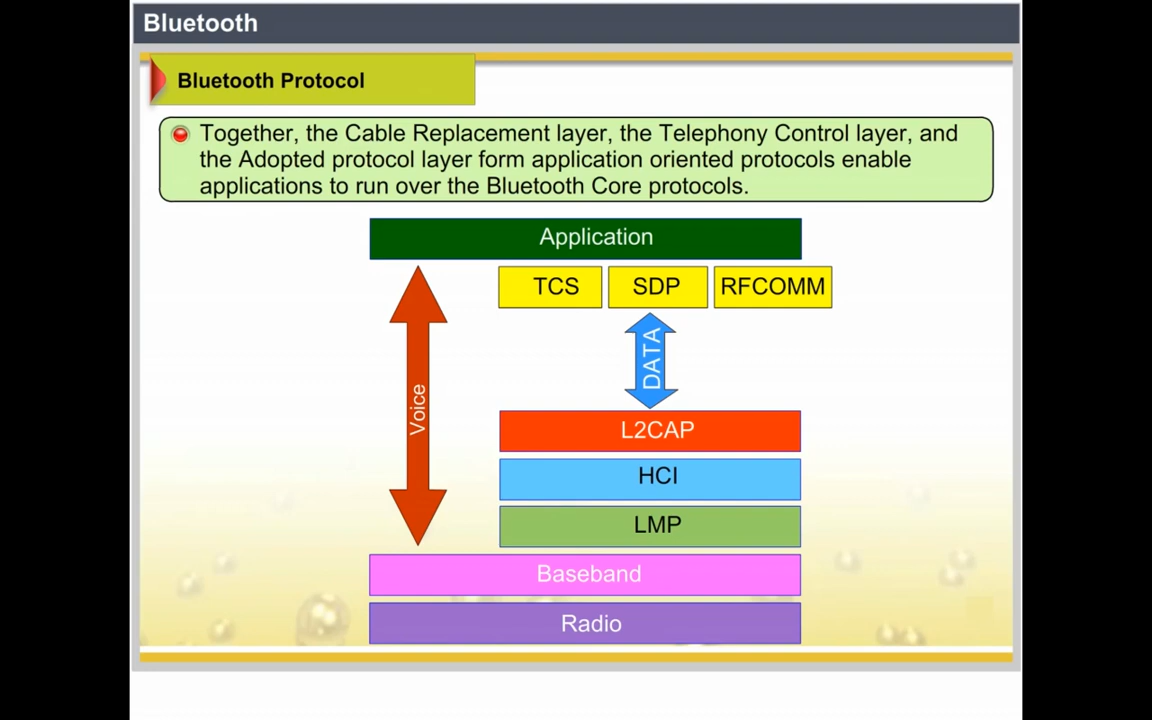 Bluetooth
Bluetooth Protocol
Together, the Cable Replacement layer, the Telephony Control layer, and
the Adopted protocol layer form application oriented protocols enable
applications to run over the Bluetooth Core protocols.
Application
TCS SDP RFCOMM
DATA
Voice
L2CAP
HCI
LMP
Baseband
Radio